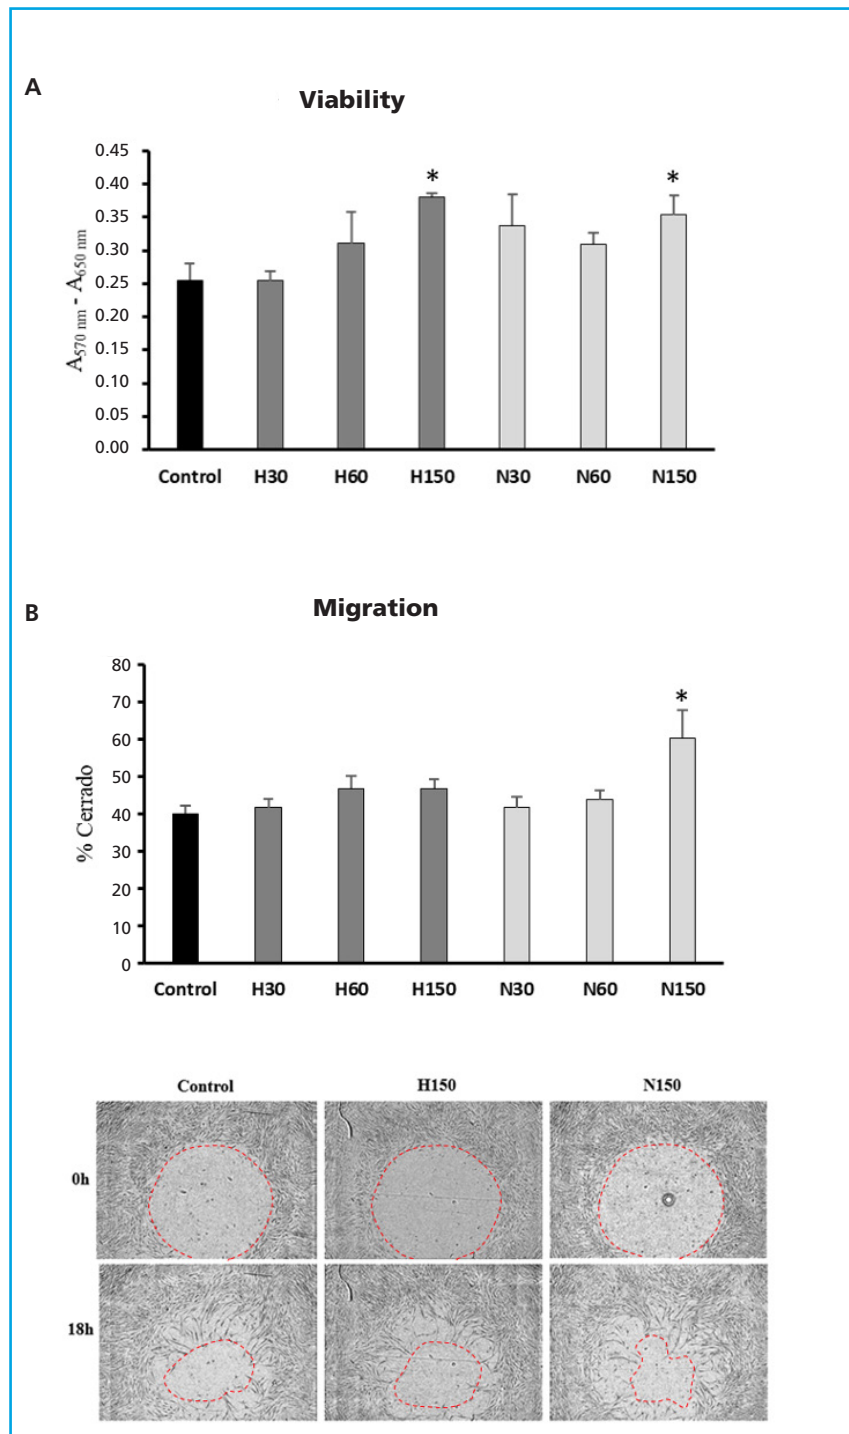 A
Viability
0.45
0.40
0.35
0.30
0.25
0.20
0.15
0.10
0.05
0.00
A570 nm - A650 nm
*
*
Control H30 H60 H150 N30 N60 N150
B
Migration
80
70
60
50
40
30
20
10
0
% Cerrado
*
Control H30 H60 H150 N30 N60 N150
Control H150 N150
0h
18h